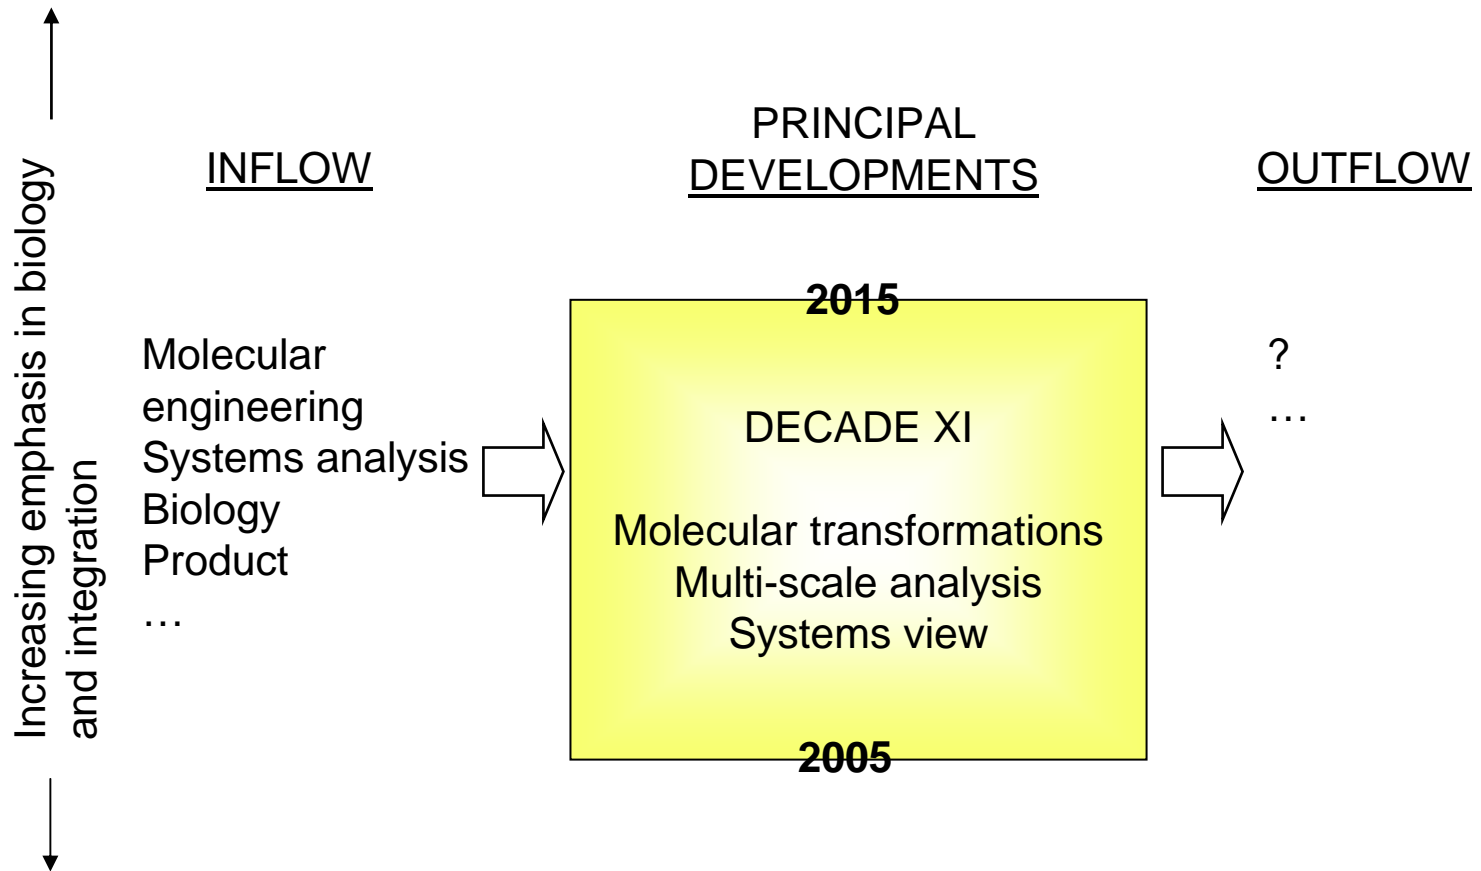 Increasing emphasis in biology
and integration
INFLOW
PRINCIPAL
DEVELOPMENTS
OUTFLOW
Molecular
engineering
Systems analysis
Biology
Product
…
2015
DECADE XI
Molecular transformations
Multi-scale analysis
Systems view
2005
?
…